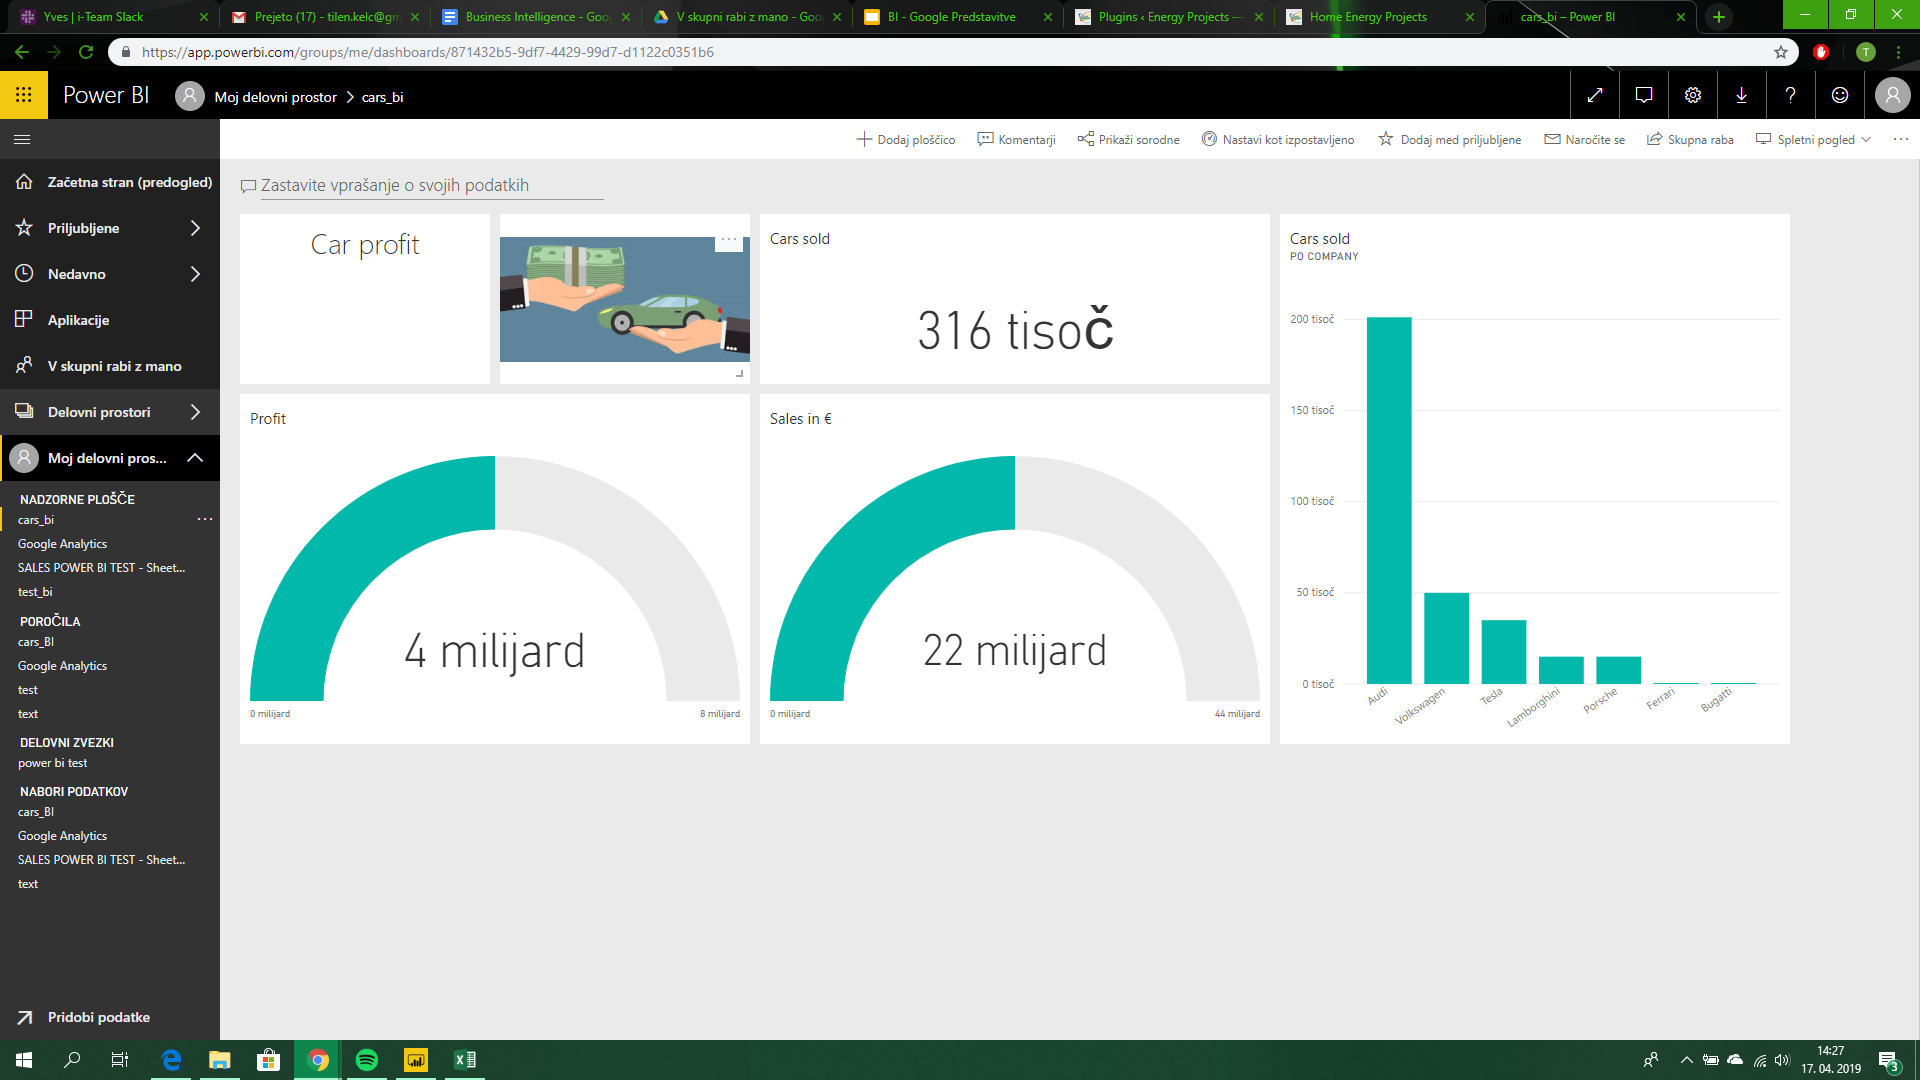 Yves | i-Team Slack
Prejeto (17) - tilen.kelc@gm
Business Intelligence - Goo
V skupni rabi z mano - Goo
BI - Google Predstavitve
Plugins ‹ Energy Projects —
Home Energy Projects
cars_bi – Power BI
https://app.powerbi.com/groups/me/dashboards/871432b5-9df7-4429-99d7-d1122c0351b6
T
Power BI
Moj delovni prostor > cars_bi
Dodaj ploščico
Komentarji
Prikaži sorodne
Nastavi kot izpostavljeno
Dodaj med priljubljene
Naročite se
Skupna raba
Spletni pogled
Začetna stran (predogled)
Priljubljene
Nedavno
Aplikacije
V skupni rabi z mano
Delovni prostori
Moj delovni pros...
NADZORNE PLOŠČE
cars_bi
Google Analytics
SALES POWER BI TEST - Sheet...
test_bi
POROČILA
cars_BI
Google Analytics
test
text
DELOVNI ZVEZKI
power bi test
NABORI PODATKOV
cars_BI
Google Analytics
SALES POWER BI TEST - Sheet...
text
Pridobi podatke
Zastavite vprašanje o svojih podatkih
Car profit
Cars sold
316 tisoč
Profit
4 milijard
0 milijard
8 milijard
Sales in €
22 milijard
0 milijard
44 milijard
Cars sold
PO COMPANY
200 tisoč
150 tisoč
100 tisoč
50 tisoč
0 tisoč
Audi
Volkswagen
Tesla
Lamborghini
Porsche
Ferrari
Bugatti
14:27
17. 04. 2019
3